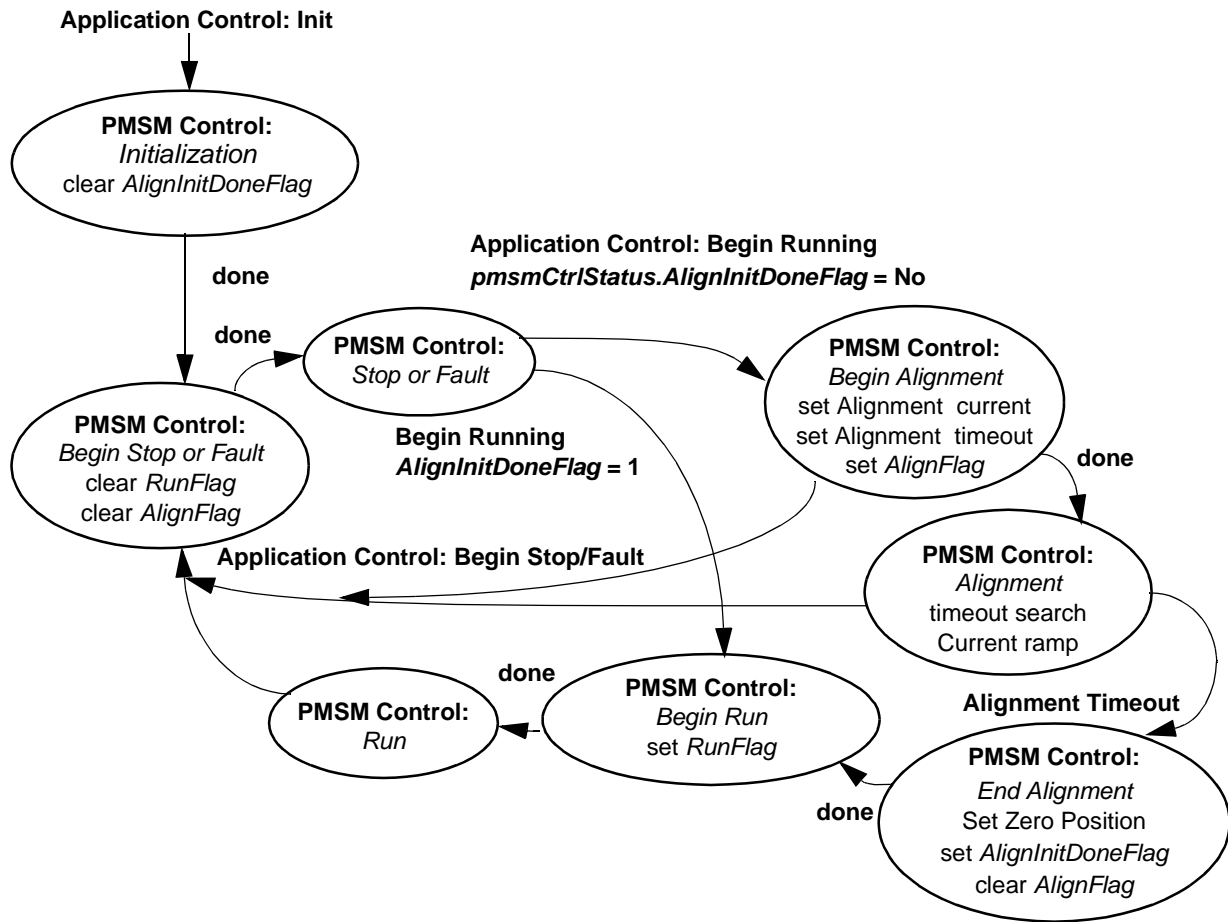 Application Control: Init
PMSM Control:
Initialization
clear AlignInitDoneFlag
done
Application Control: Begin Running
pmsmCtrlStatus.AlignInitDoneFlag = No
done
PMSM Control:
Stop or Fault
PMSM Control:
Begin Alignment
set Alignment current
set Alignment timeout
set AlignFlag
PMSM Control:
Begin Stop or Fault
clear RunFlag
clear AlignFlag
Begin Running
AlignInitDoneFlag = 1
done
Application Control: Begin Stop/Fault
PMSM Control:
Alignment
timeout search
Current ramp
done
PMSM Control:
Run
PMSM Control:
Begin Run
set RunFlag
Alignment Timeout
PMSM Control:
End Alignment
Set Zero Position
set AlignInitDoneFlag
clear AlignFlag
done